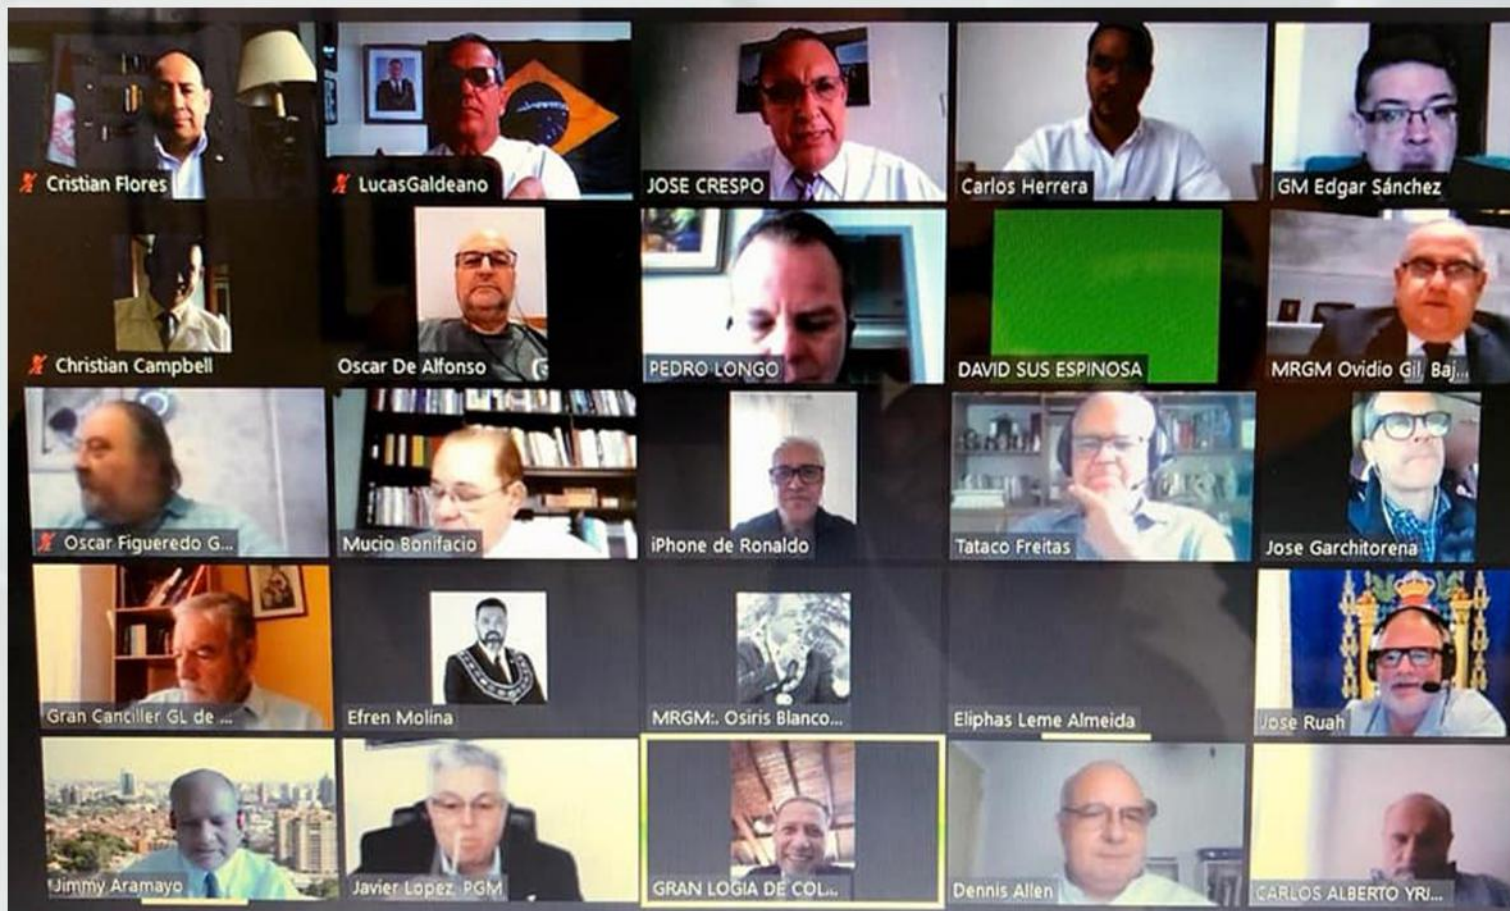 Cristian Flores
LucasGaldeano
JOSE CRESPO
Carlos Herrera
GM Edgar Sánchez
Christian Campbell
Oscar De Alfonso
PEDRO LONGO
DAVID SUS ESPINOSA
MRGM Ovidio Gil, Baj...
Oscar Figueredo G...
Mucio Bonifacio
iPhone de Ronaldo
Tataco Freitas
Jose Garchitorena
Gran Canciller GL de ...
Efren Molina
MRGM:. Osiris Blanco...
Eliphas Leme Almeida
Jose Ruah
Jimmy Aramayo
Javier Lopez. PGM
GRAN LOGIA DE COL...
Dennis Allen
CARLOS ALBERTO YRI...